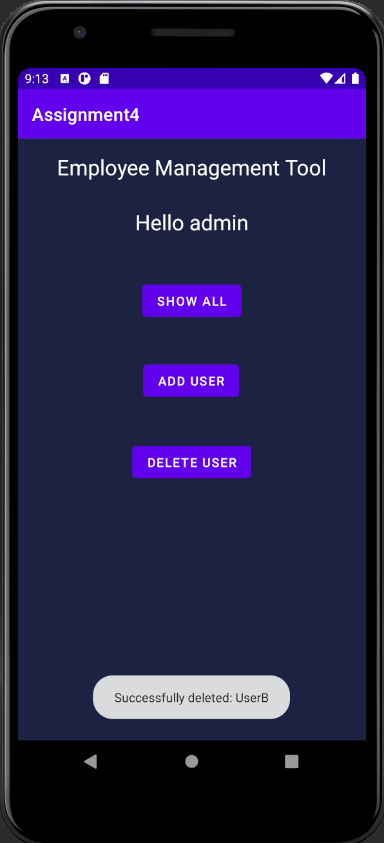 9:13
Assignment4
Employee Management Tool
Hello admin
SHOW ALL
ADD USER
DELETE USER
Successfully deleted: UserB